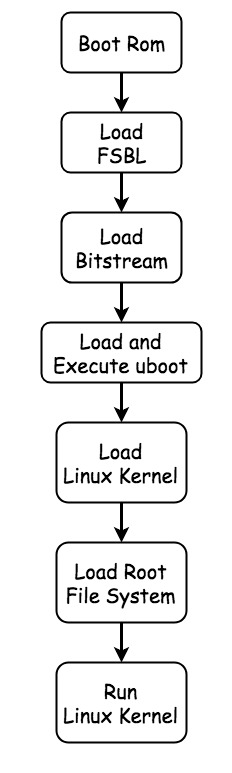 Boot Rom
Load
FSBL
Load
Bitstream
Load and
Execute uboot
Load
Linux Kernel
Load Root
File System
Run
Linux Kernel